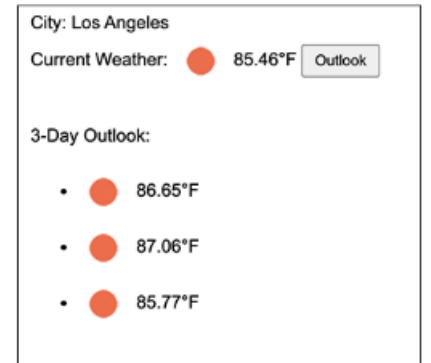 City: Los Angeles
Current Weather: 85.46°F Outlook
3-Day Outlook:
• 86.65°F
• 87.06°F
• 85.77°F